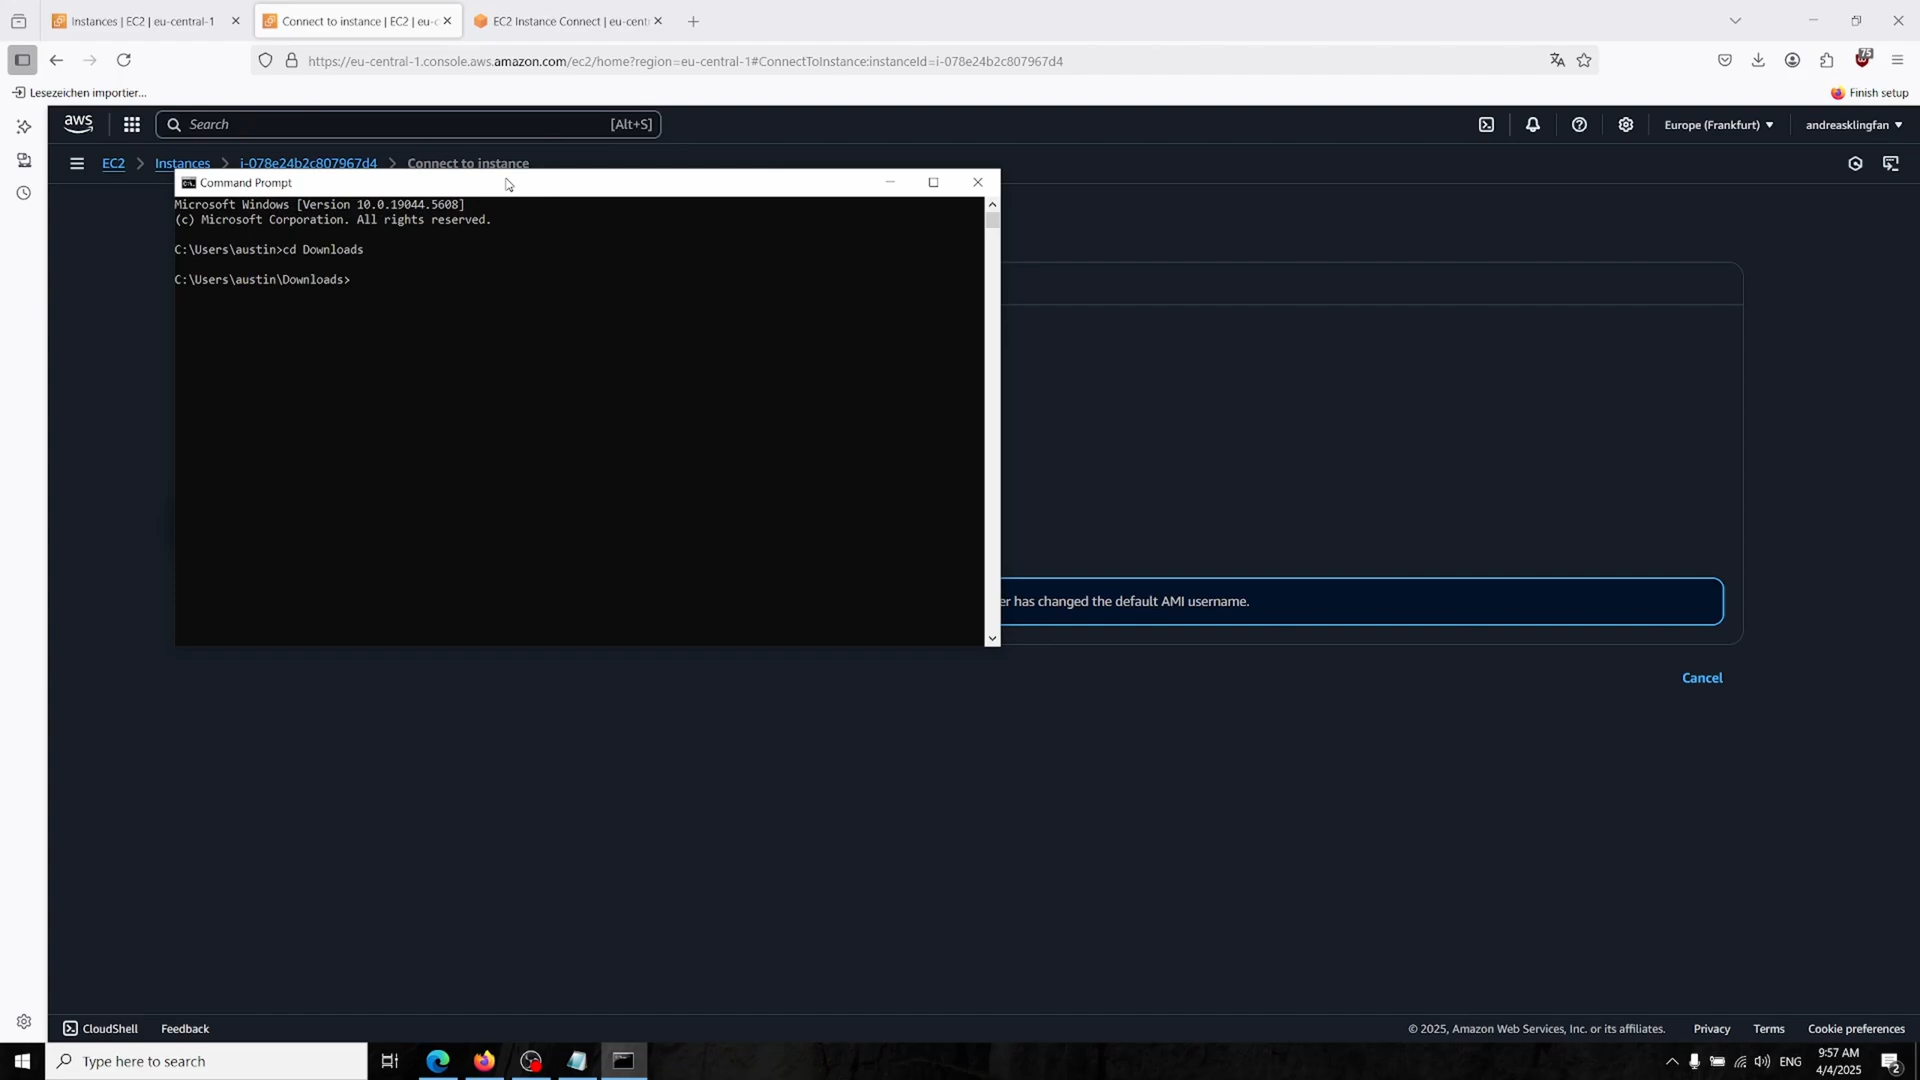 Instances | EC2 | eu-central-1
Connect to instance | EC2 | eu-c
EC2 Instance Connect | eu-centr
https://eu-central-1.console.aws.amazon.com/ec2/home?region=eu-central-1#ConnectToInstance:instanceId=i-078e24b2c807967d4
75
Lesezeichen importier...
Finish setup
aws
Search
[Alt+S]
Europe (Frankfurt)
andreasklingfan
EC2 > Instances > i-078e24b2c807967d4 > Connect to instance
Command Prompt
Microsoft Windows [Version 10.0.19044.5608]
(c) Microsoft Corporation. All rights reserved.
C:\Users\austin>cd Downloads
C:\Users\austin\Downloads>
er has changed the default AMI username.
Cancel
CloudShell
Feedback
© 2025, Amazon Web Services, Inc. or its affiliates.
Privacy
Terms
Cookie preferences
Type here to search
ENG
9:57 AM
4/4/2025
2